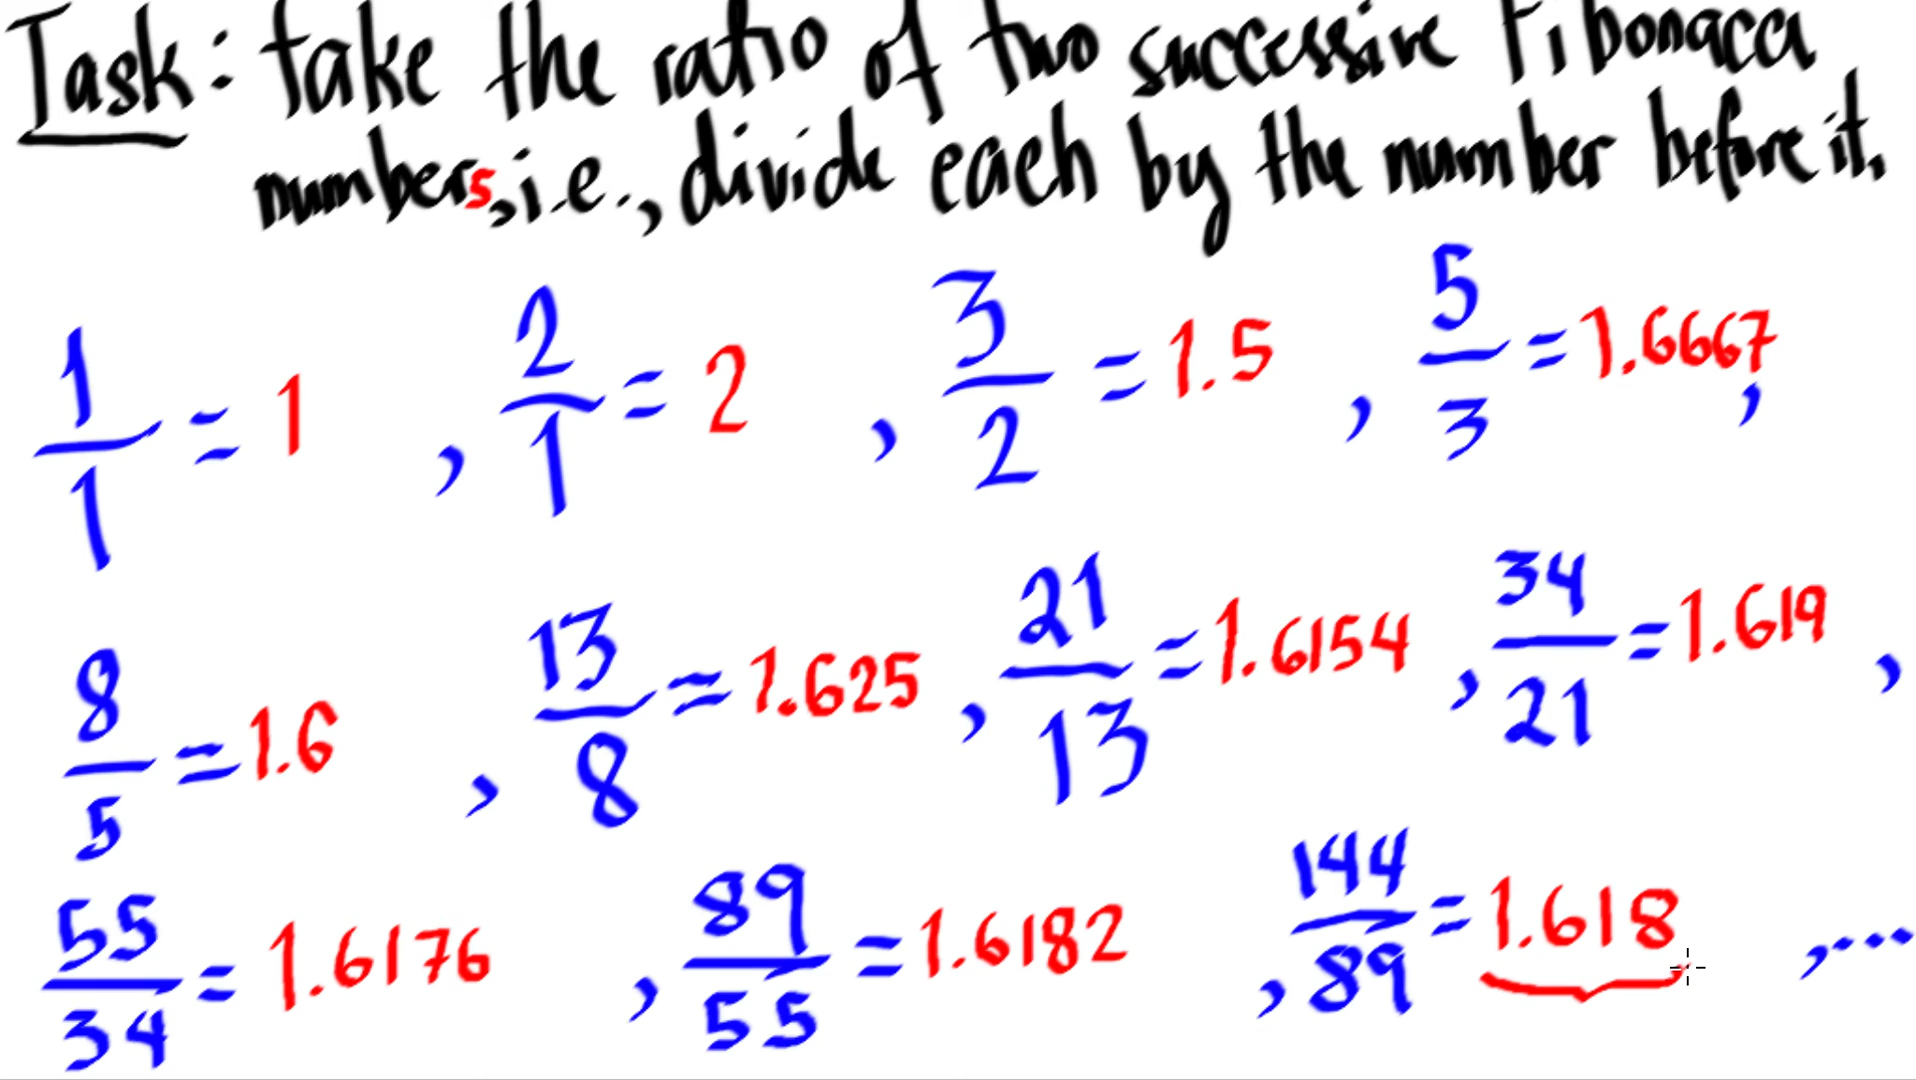 Task: take the ratio of two successive Fibonacci
numbers, i.e., divide each by the number before it.
1/1 = 1 , 2/1 = 2 , 3/2 = 1.5 , 5/3 = 1.6667 ,
8/5 = 1.6 , 13/8 = 1.625 , 21/13 = 1.6154 , 34/21 = 1.619 ,
55/34 = 1.6176 , 89/55 = 1.6182 , 144/89 = 1.618 , ....